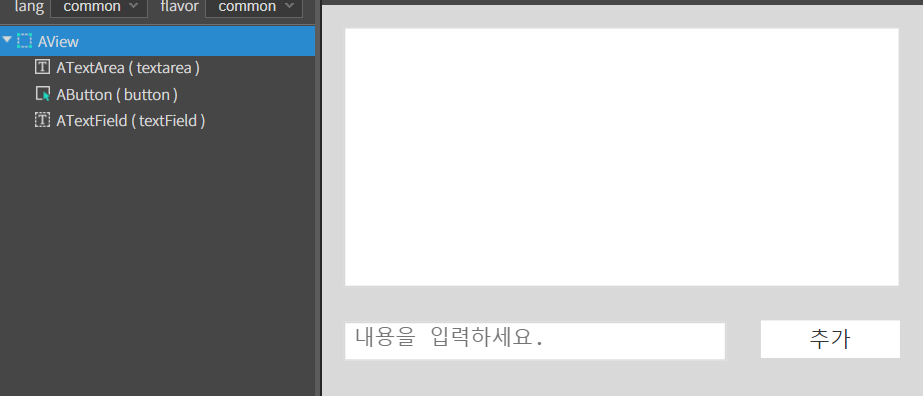 lang common flavor common
AView
ATextArea ( textarea )
AButton ( button )
ATextField ( textField )
내용을 입력하세요.
추가